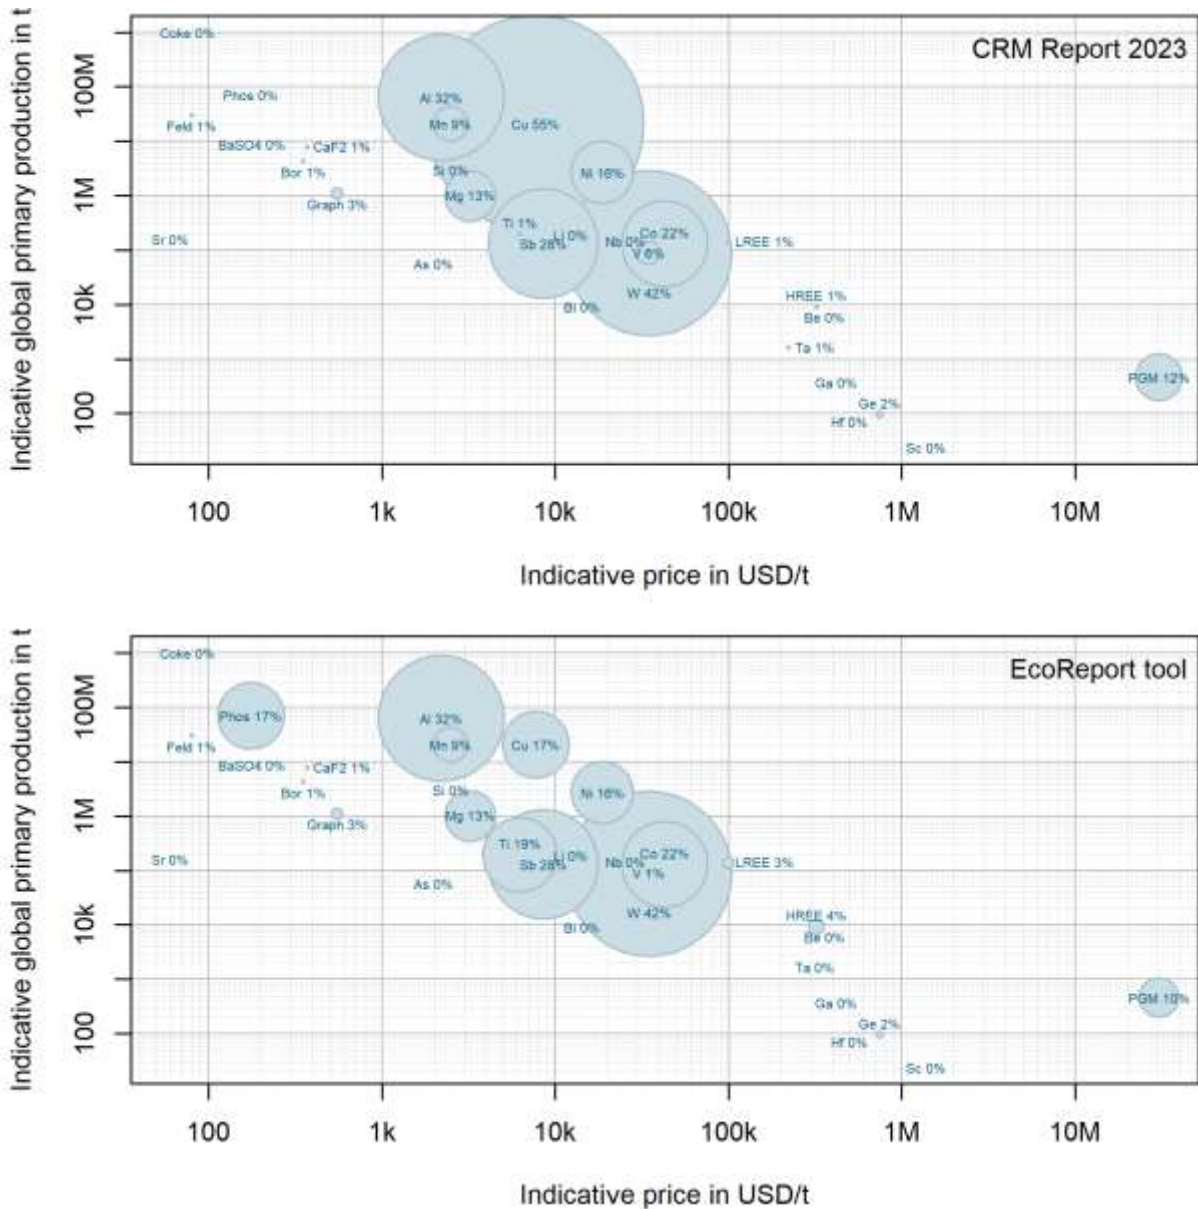 CRM Report 2023
Indicative global primary production in t
100M
1M
10k
100
Coke 0%
Phos 0%
Feld 1%
BaSO4 0%
CaF2 1%
Bor 1%
Graph 3%
Sr 0%
Al 32%
Mn 9%
Cu 55%
Si 0%
Mg 13%
Ni 16%
Ti 1%
Li 0%
Sb 28%
As 0%
Nb 0%
Co 22%
V 6%
LREE 1%
W 42%
Bi 0%
HREE 1%
Be 0%
Ta 1%
Ga 0%
Ge 2%
Hf 0%
Sc 0%
PGM 12%
100
1k
10k
100k
1M
10M
Indicative price in USD/t
EcoReport tool
Indicative global primary production in t
100M
1M
10k
100
Coke 0%
Phos 17%
Feld 1%
BaSO4 0%
CaF2 1%
Bor 1%
Graph 3%
Sr 0%
Al 32%
Mn 9%
Cu 17%
Si 0%
Mg 13%
Ni 16%
Ti 19%
Li 0%
Sb 28%
As 0%
Nb 0%
Co 22%
V 1%
LREE 3%
W 42%
Bi 0%
HREE 4%
Be 0%
Ta 0%
Ga 0%
Ge 2%
Hf 0%
Sc 0%
PGM 10%
100
1k
10k
100k
1M
10M
Indicative price in USD/t